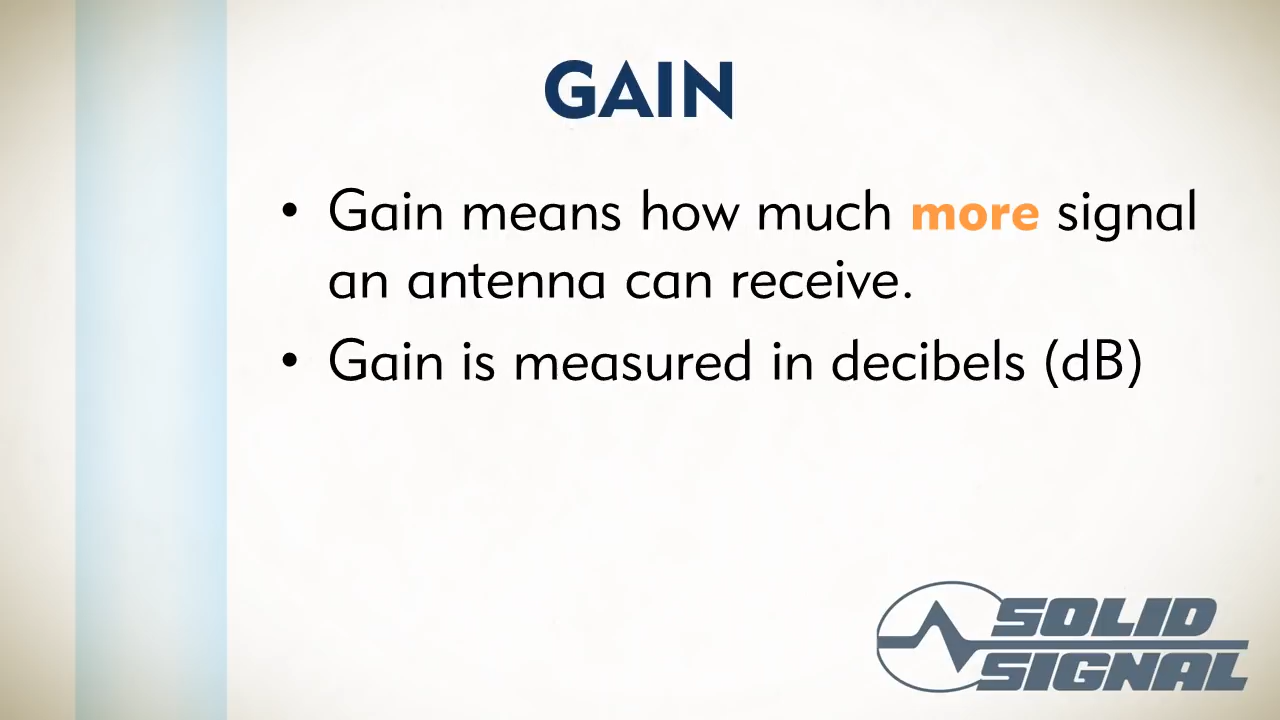 GAIN
• Gain means how much more signal
an antenna can receive.
• Gain is measured in decibels (dB)
SOLID
SIGNAL